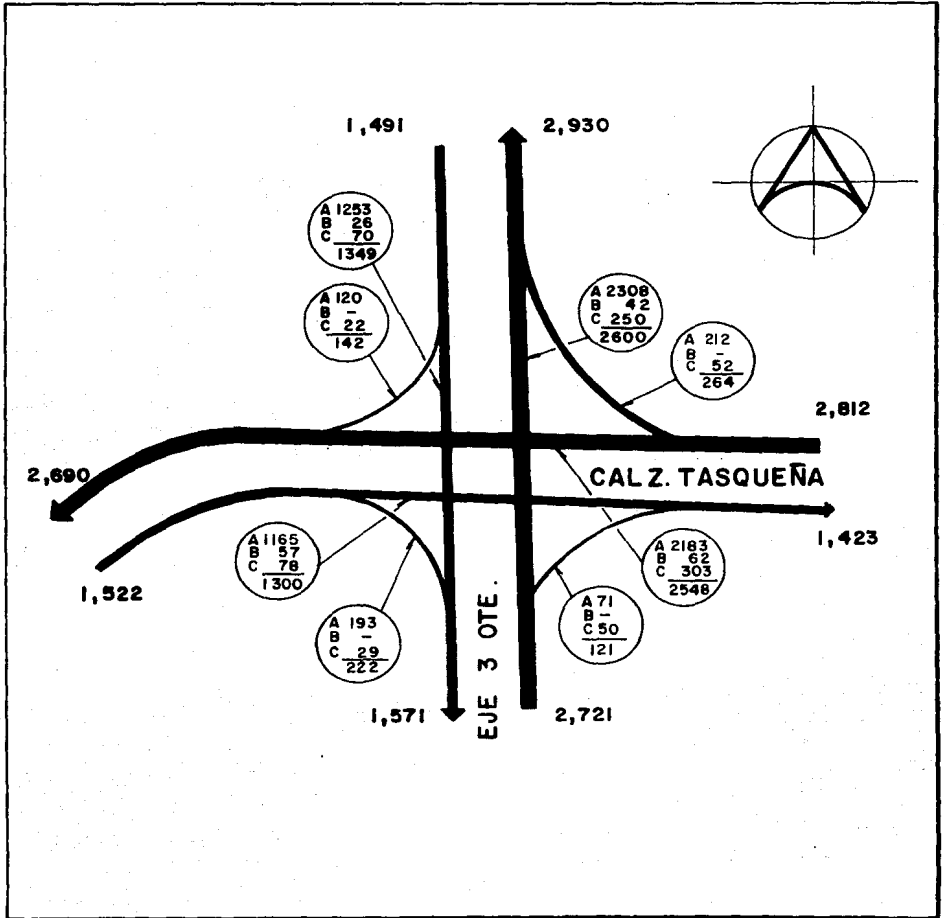 1,491
2,930
A 1253
B 26
C 70
1349
A 120
B -
C 22
142
A 2308
B 42
C 250
2600
A 212
B -
C 52
264
2,812
2,690
CALZ. TASQUEÑA
1,423
1,522
A 1165
B 57
C 78
1300
A 193
B -
C 29
222
A 2183
B 62
C 303
2548
A 71
B -
C 50
121
1,571
EJE 3 OTE.
2,721